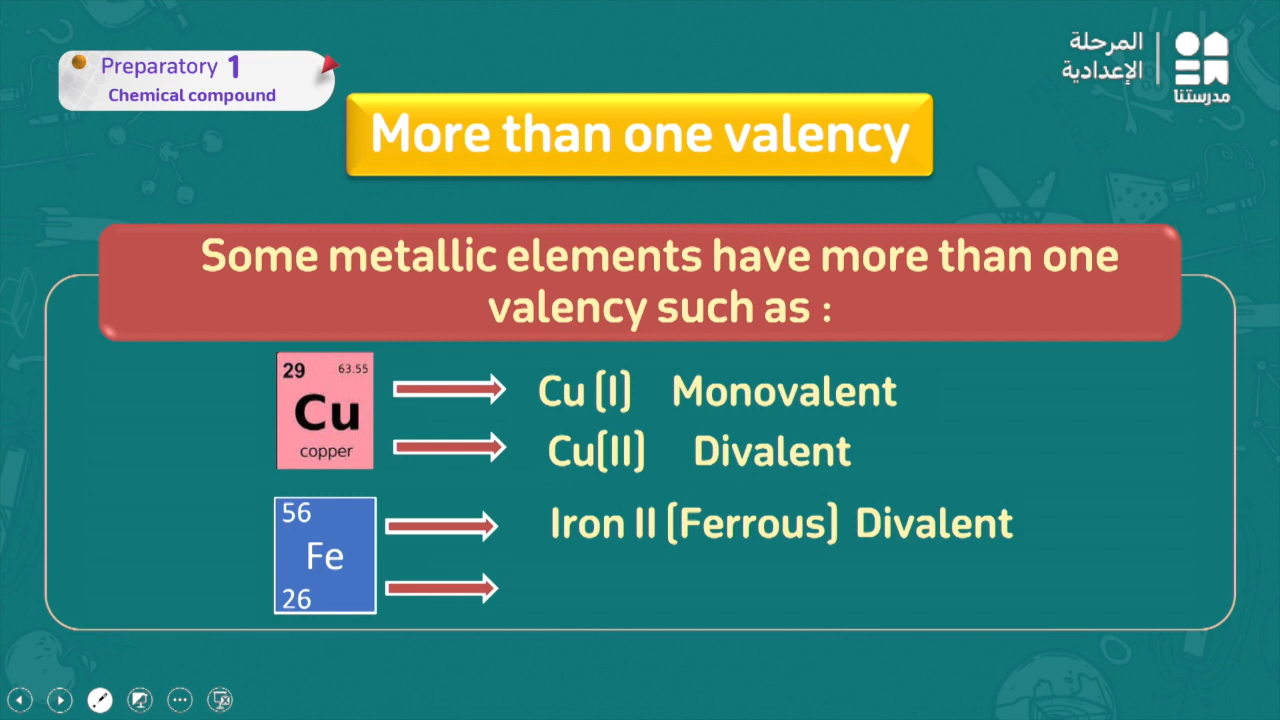 Preparatory 1
Chemical compound
المرحلة
الإعدادية
مدرستنا
More than one valency
Some metallic elements have more than one
valency such as :
29 63.55
Cu
copper
Cu (I) Monovalent
Cu(II) Divalent
56
Fe
26
Iron II (Ferrous) Divalent